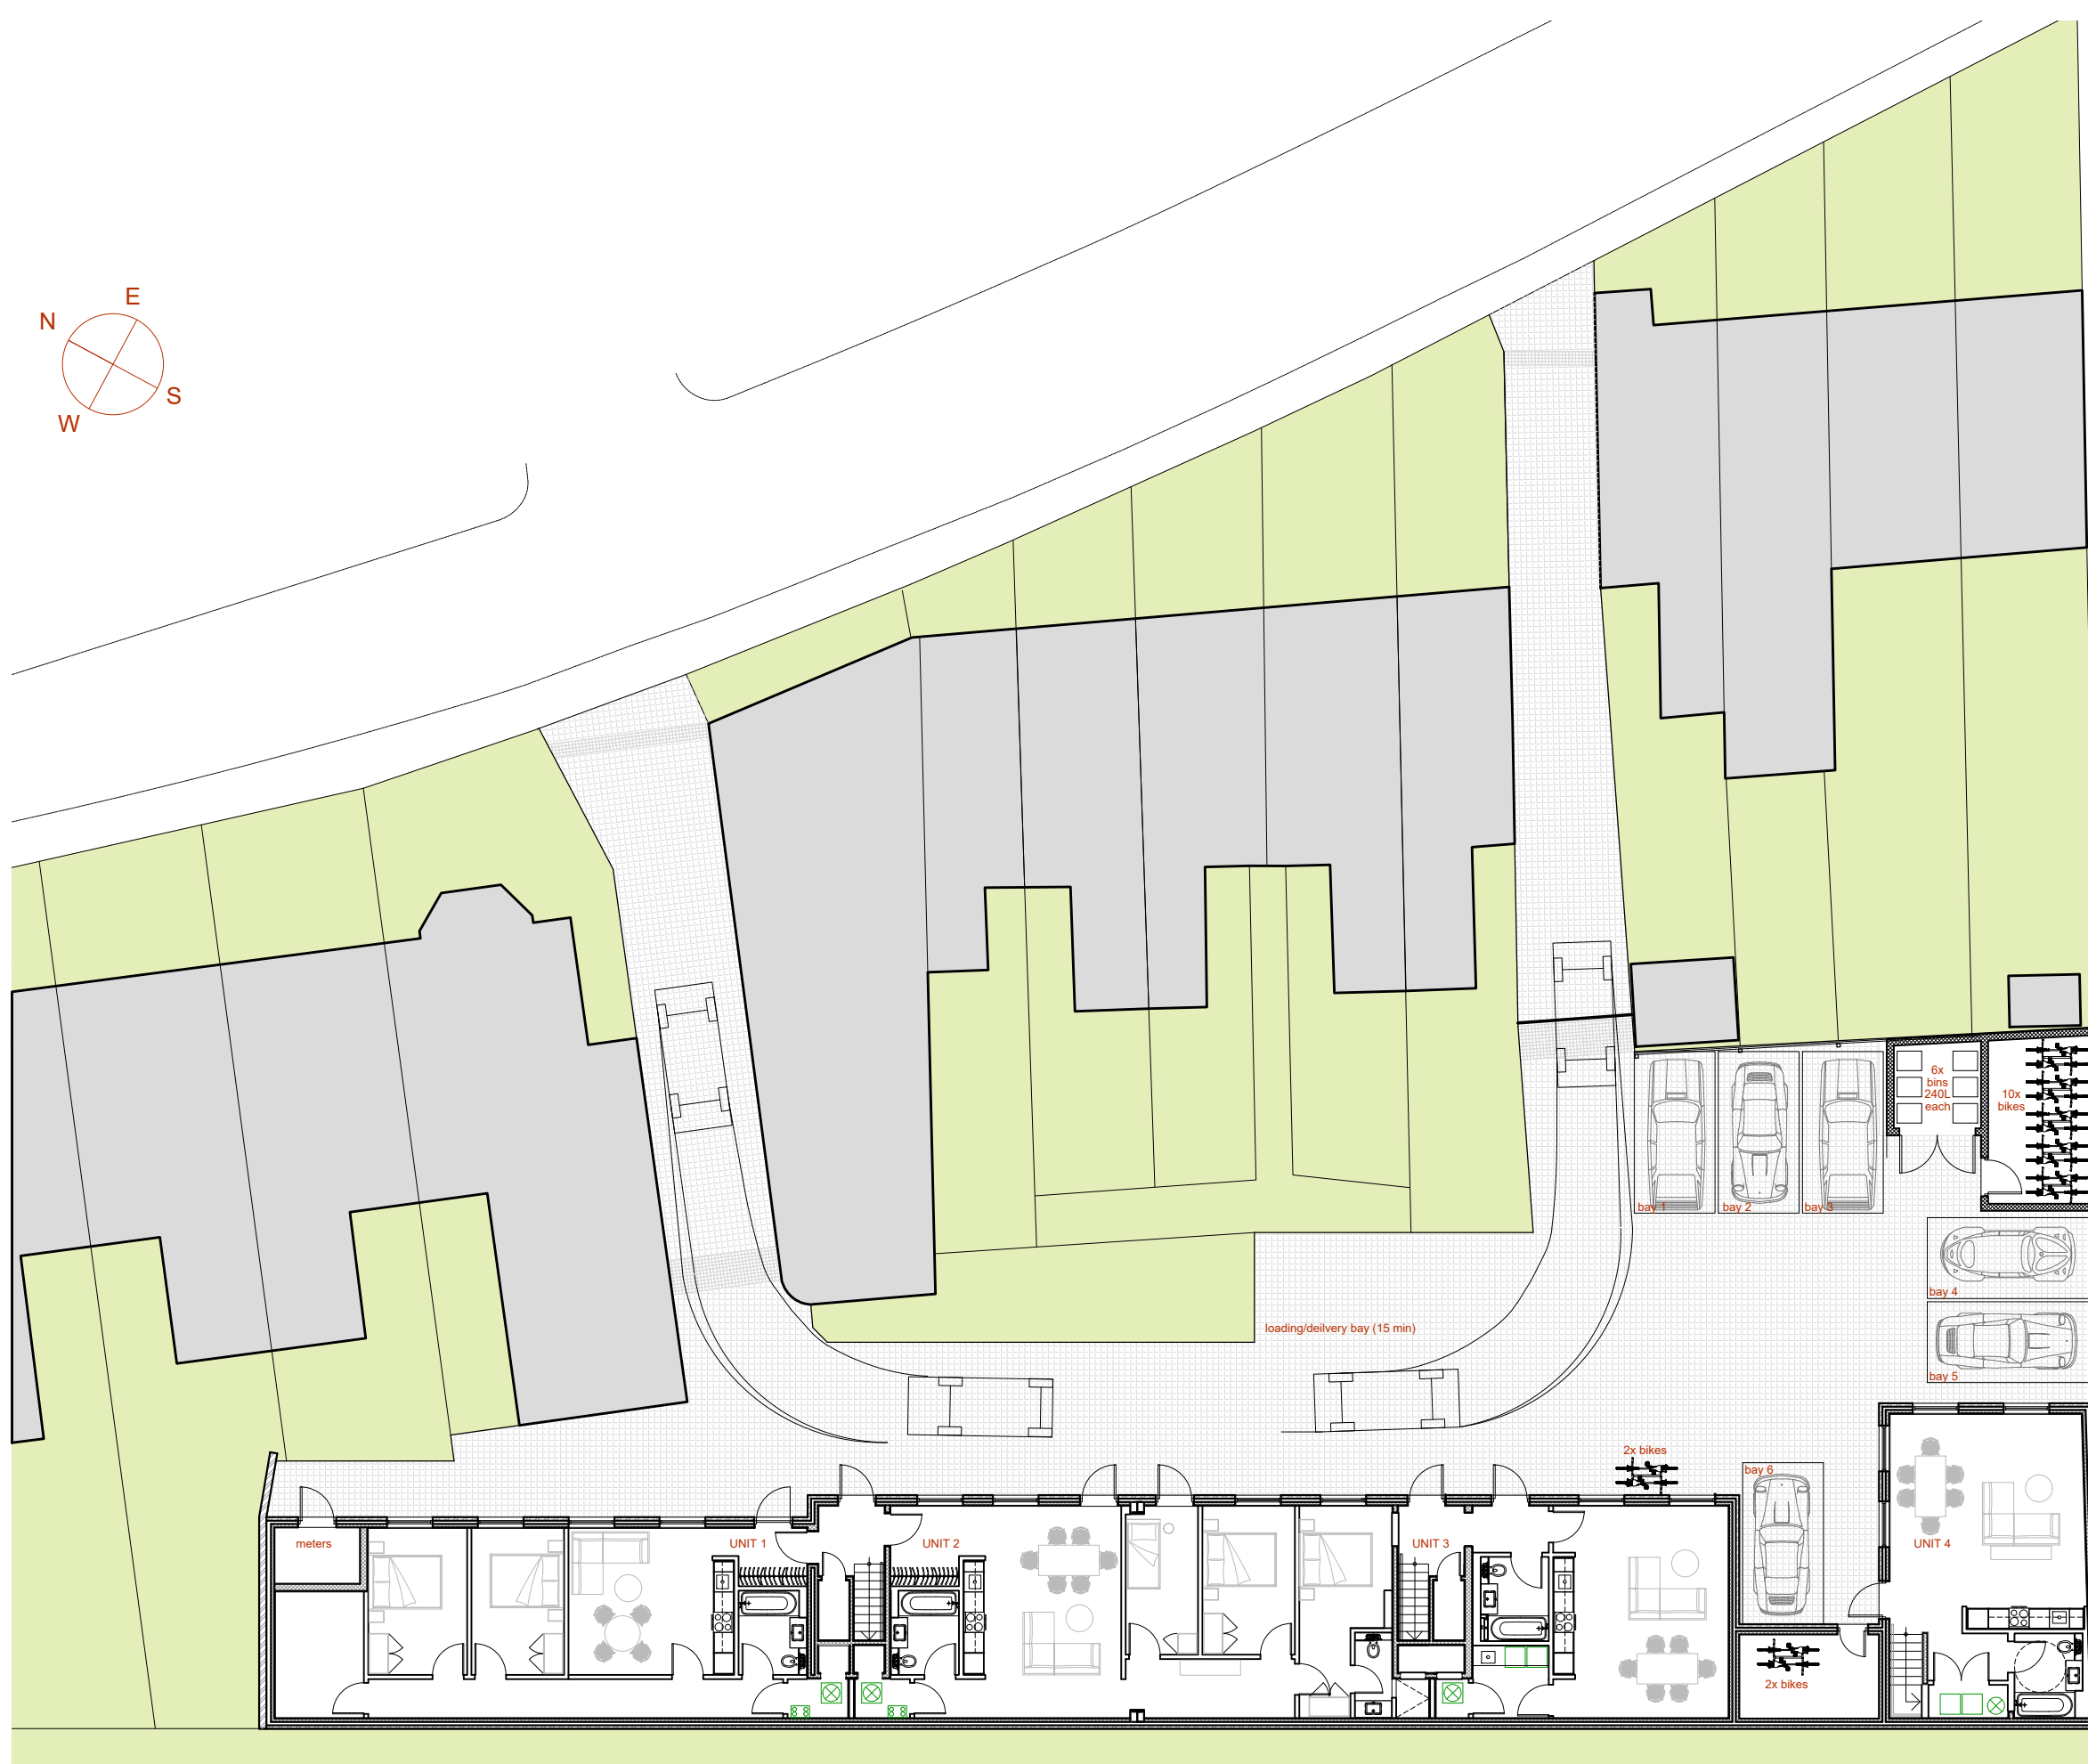 E
N
S
W
6x
bins
240L
each
10x
bikes
bay 1
bay 2
bay 3
bay 4
loading/deilvery bay (15 min)
bay 5
2x bikes
bay 6
meters
UNIT 1
UNIT 2
UNIT 3
UNIT 4
2x bikes